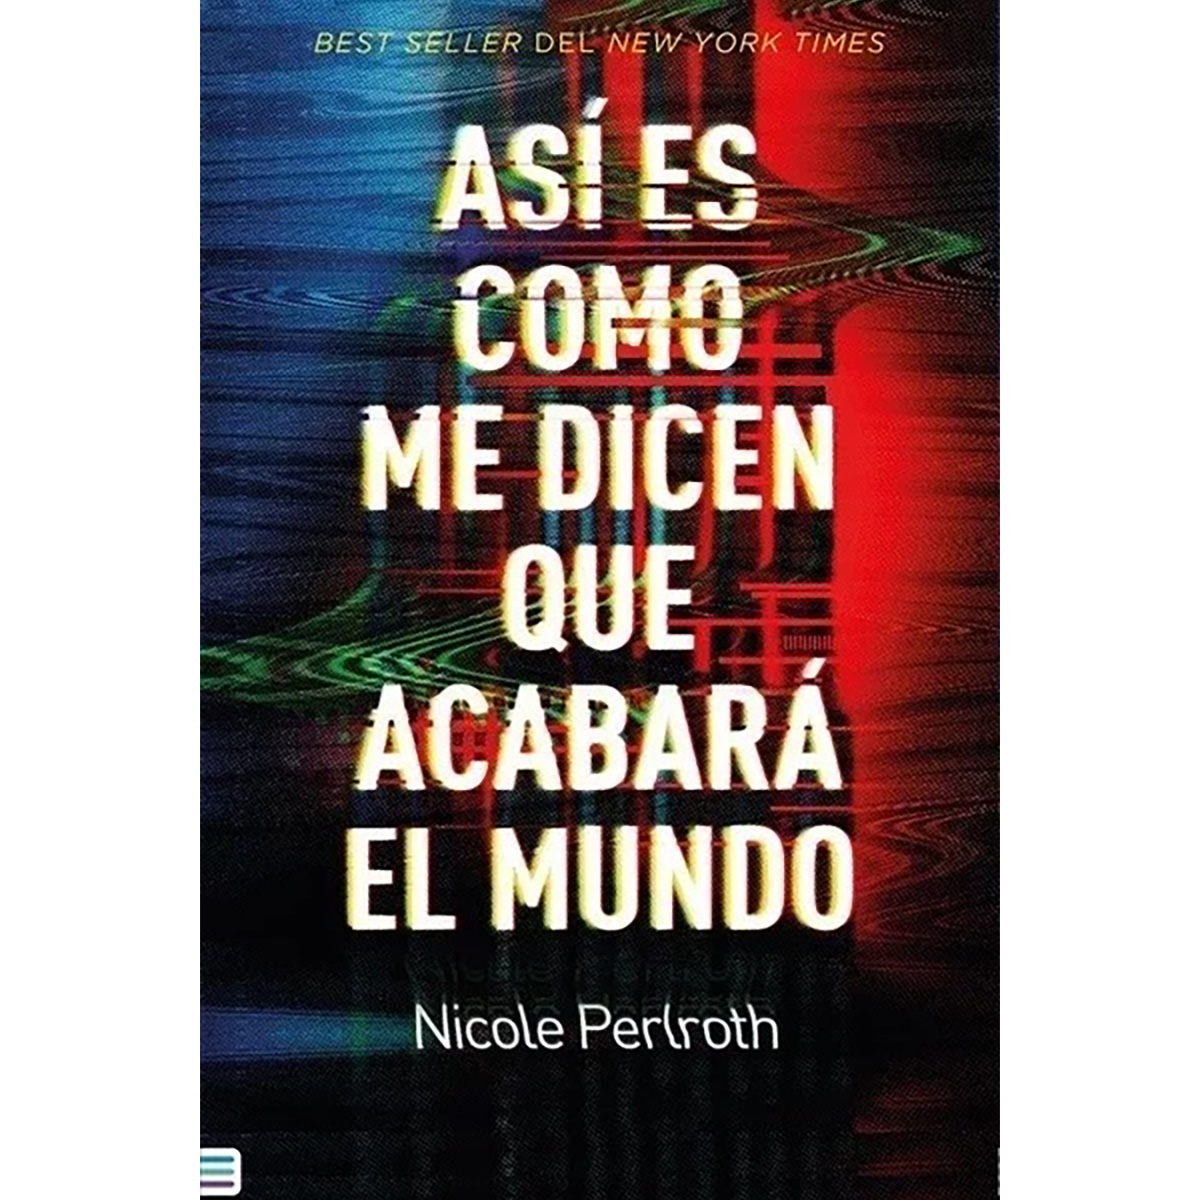 BEST SELLER DEL NEW YORK TIMES
ASÍ ES
COMO
ME DICEN
QUE
ACABARÁ
EL MUNDO
Nicole Perlroth